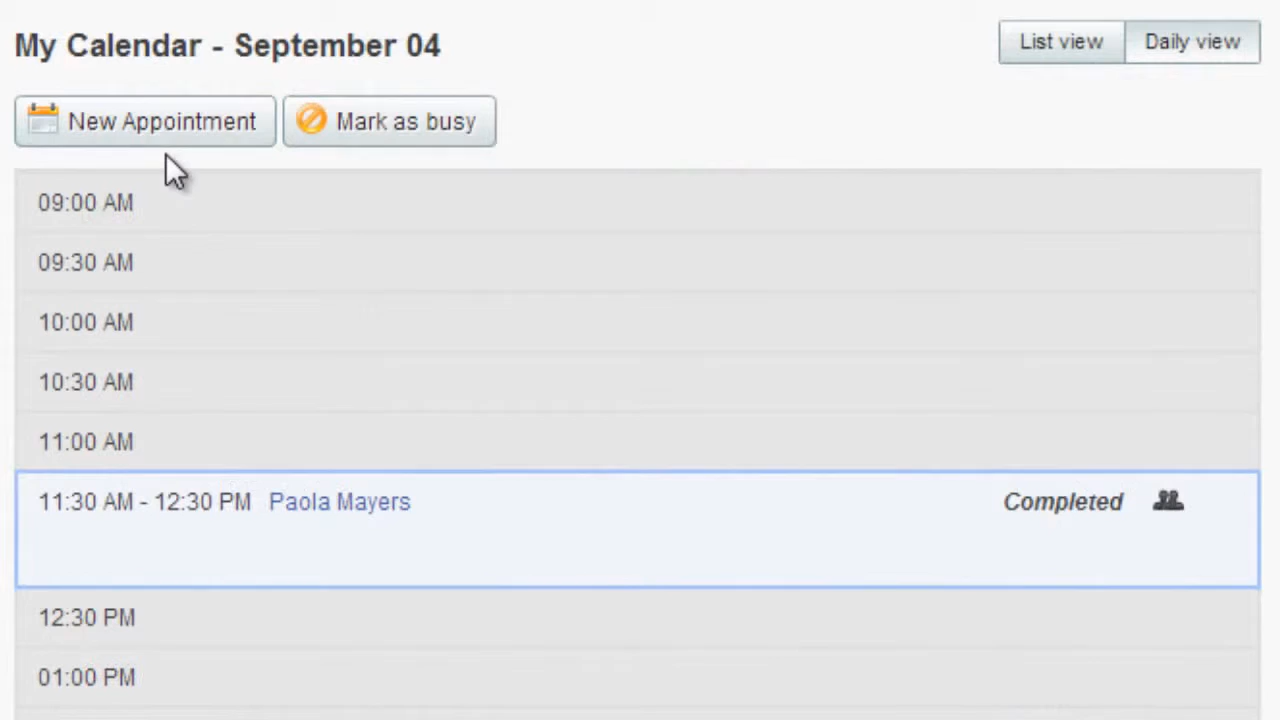 My Calendar - September 04
List view
Daily view
New Appointment
Mark as busy
09:00 AM
09:30 AM
10:00 AM
10:30 AM
11:00 AM
11:30 AM - 12:30 PM Paola Mayers Completed
12:30 PM
01:00 PM